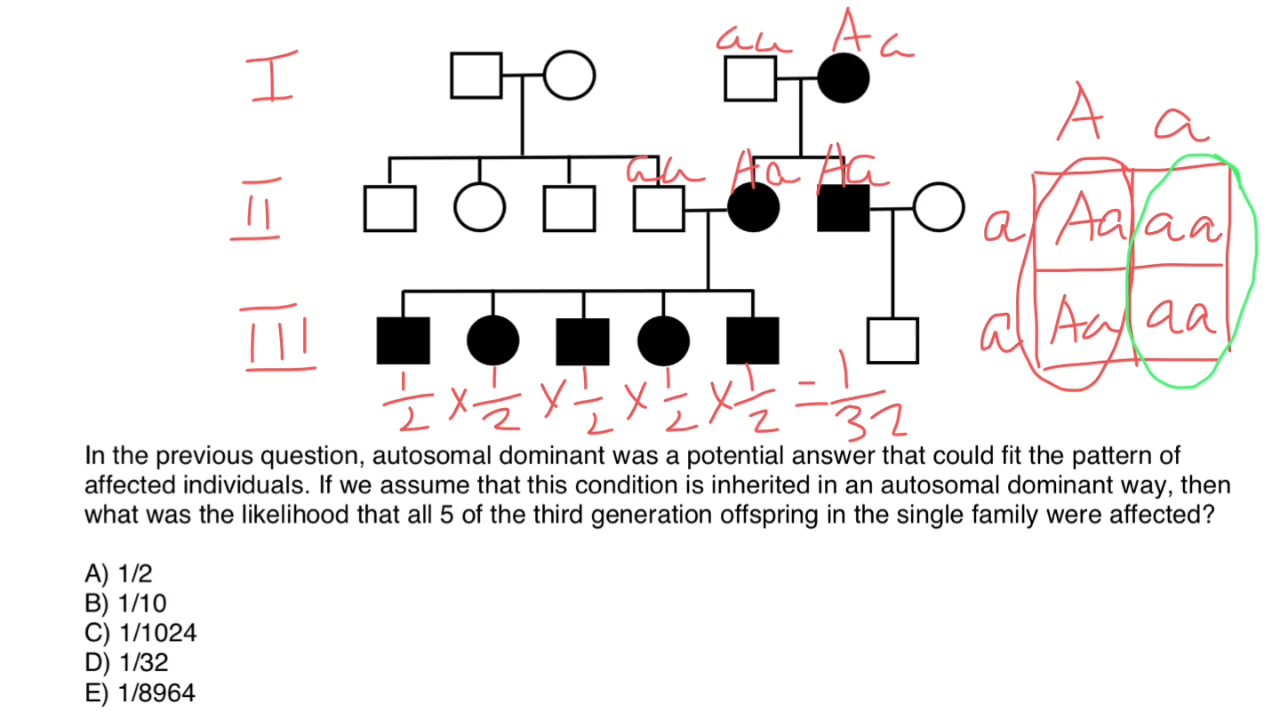 aa Aa
I
A a
aa Aa Aa
II
a Aa aa
III
a Aa aa
1/2 × 1/2 × 1/2 × 1/2 × 1/2 = 1/32
In the previous question, autosomal dominant was a potential answer that could fit the pattern of
affected individuals. If we assume that this condition is inherited in an autosomal dominant way, then
what was the likelihood that all 5 of the third generation offspring in the single family were affected?
A) 1/2
B) 1/10
C) 1/1024
D) 1/32
E) 1/8964